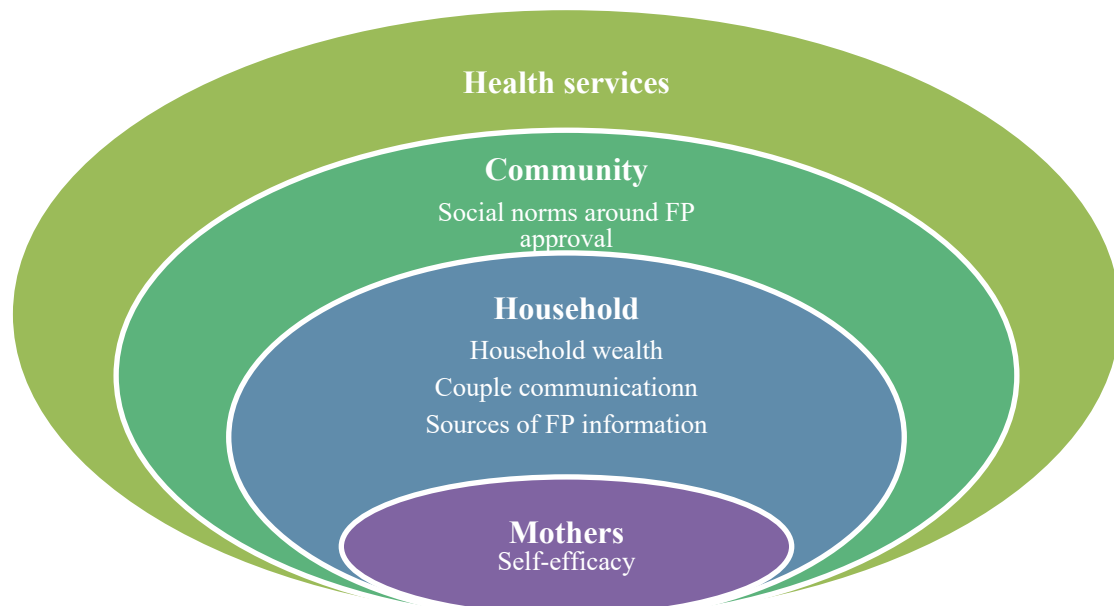 Health services
Community
Social norms around FP
approval
Household
Household wealth
Couple communicationn
Sources of FP information
Mothers
Self-efficacy